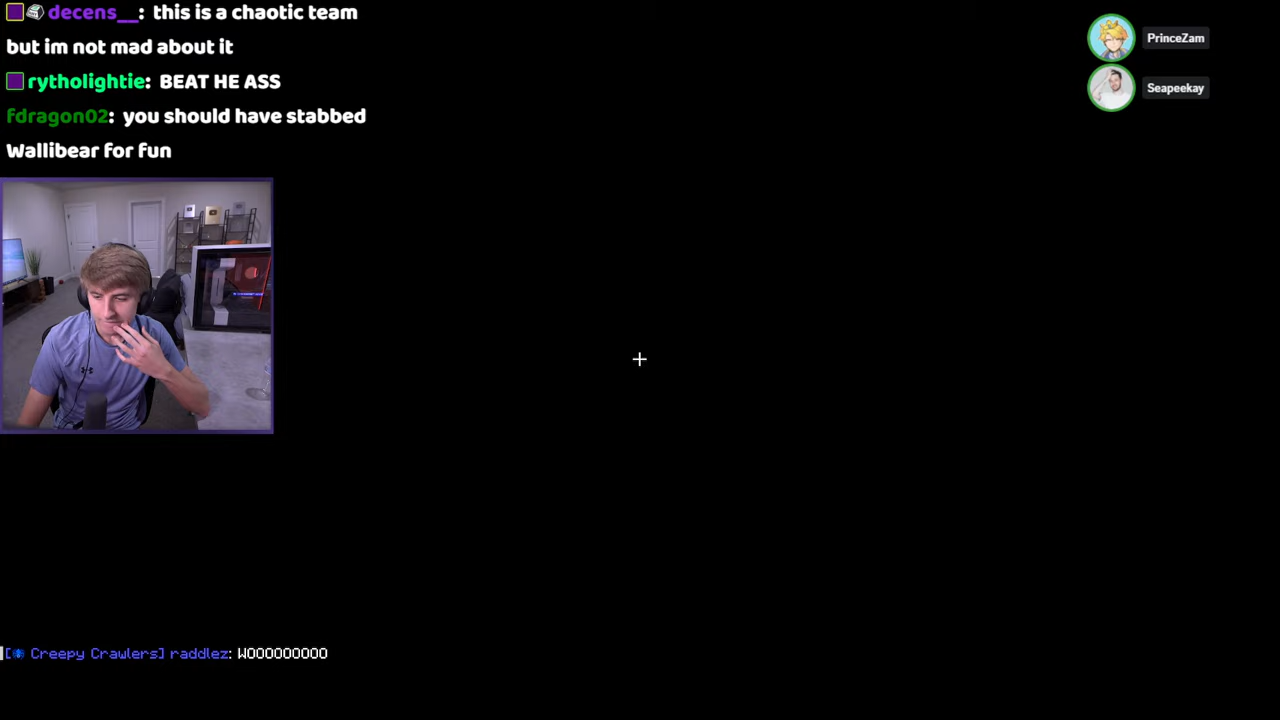 decens__: this is a chaotic team
but im not mad about it
rytholightie: BEAT HE ASS
fdragon02: you should have stabbed
Wallibear for fun
PrinceZam
Seapeekay
[🕷 Creepy Crawlers] raddlez: WOOOOOOOOO